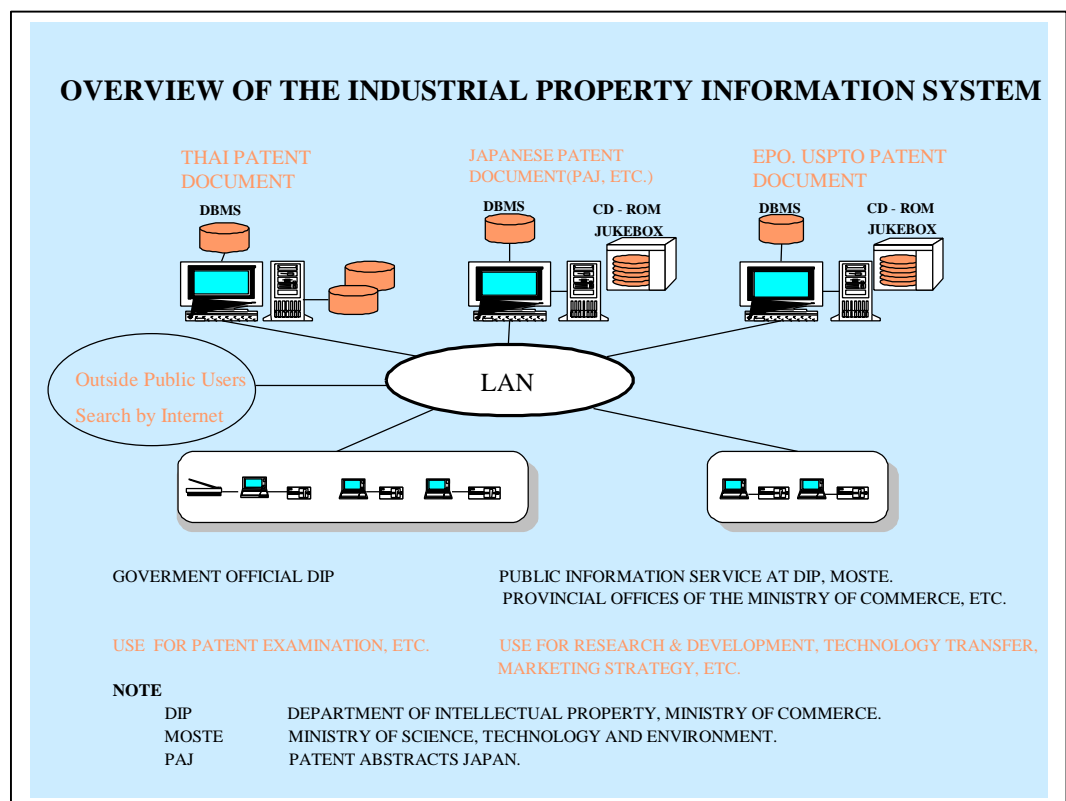 OVERVIEW OF THE INDUSTRIAL PROPERTY INFORMATION SYSTEM
THAI PATENT
DOCUMENT
DBMS
JAPANESE PATENT
DOCUMENT(PAJ, ETC.)
DBMS
CD - ROM
JUKEBOX
EPO. USPTO PATENT
DOCUMENT
DBMS
CD - ROM
JUKEBOX
Outside Public Users
Search by Internet
LAN
GOVERMENT OFFICIAL DIP
PUBLIC INFORMATION SERVICE AT DIP, MOSTE.
PROVINCIAL OFFICES OF THE MINISTRY OF COMMERCE, ETC.
USE FOR PATENT EXAMINATION, ETC.
USE FOR RESEARCH & DEVELOPMENT, TECHNOLOGY TRANSFER,
MARKETING STRATEGY, ETC.
NOTE
DIP DEPARTMENT OF INTELLECTUAL PROPERTY, MINISTRY OF COMMERCE.
MOSTE MINISTRY OF SCIENCE, TECHNOLOGY AND ENVIRONMENT.
PAJ PATENT ABSTRACTS JAPAN.